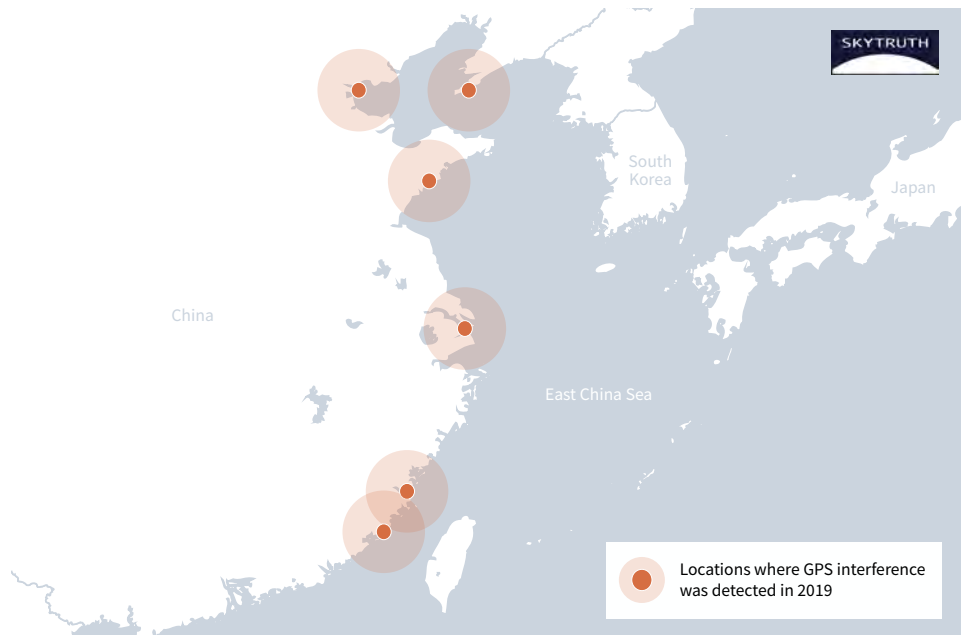 SKYTRUTH
South
Korea
Japan
China
East China Sea
Locations where GPS interference
was detected in 2019